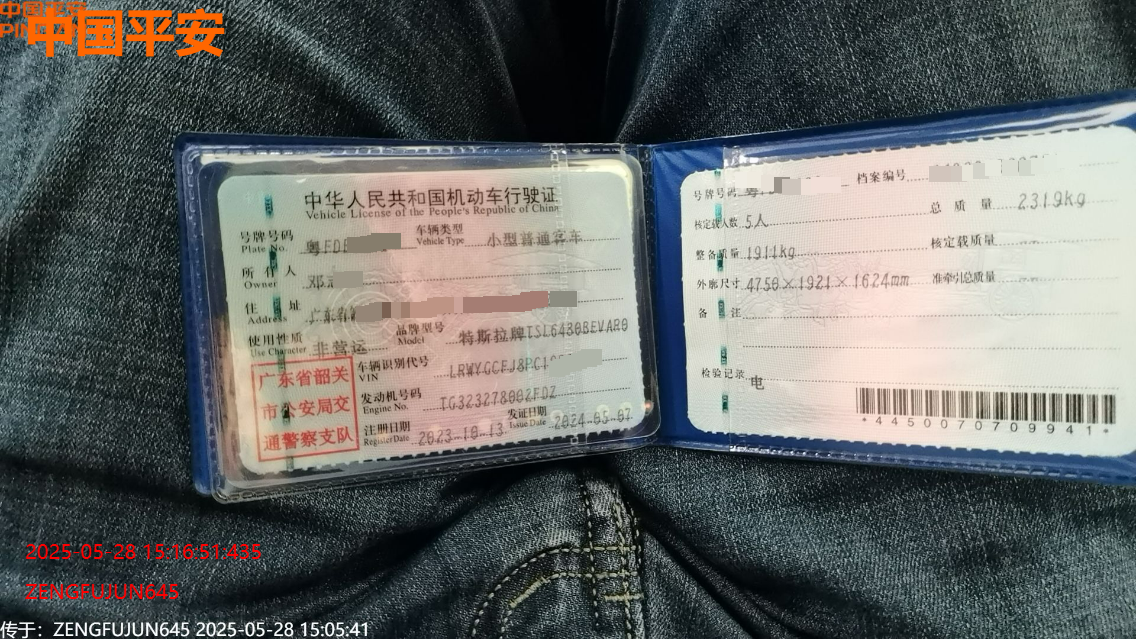 中国平安
中国平安
中华人民共和国机动车行驶证
Vehicle License of the People's Republic of China
号牌号码
Plate No.
粤FD
车辆类型
Vehicle Type
小型普通客车
所有人
Owner
邓
住址
Address
广东省
使用性质
Use Character
非营运
品牌型号
Model
特斯拉牌TSL6430BEVAR0
车辆识别代号
VIN
LRWYGCFJ8PC1
发动机号码
Engine No.
TG323278002FDZ
注册日期
Register Date
2023-10-13
发证日期
Issue Date
2024-05-07
广东省韶关
市公安局交
通警察支队
号牌号码
粤
档案编号
核定载人数
5人
总质量
2319kg
整备质量
1911kg
核定载质量
--
外廓尺寸
4750×1921×1624mm
准牵引总质量
--
备注
检验记录
电
*4450070709941*
2025-05-28 15:16:51:435
ZENGFUJUN645
传于：ZENGFUJUN645 2025-05-28 15:05:41